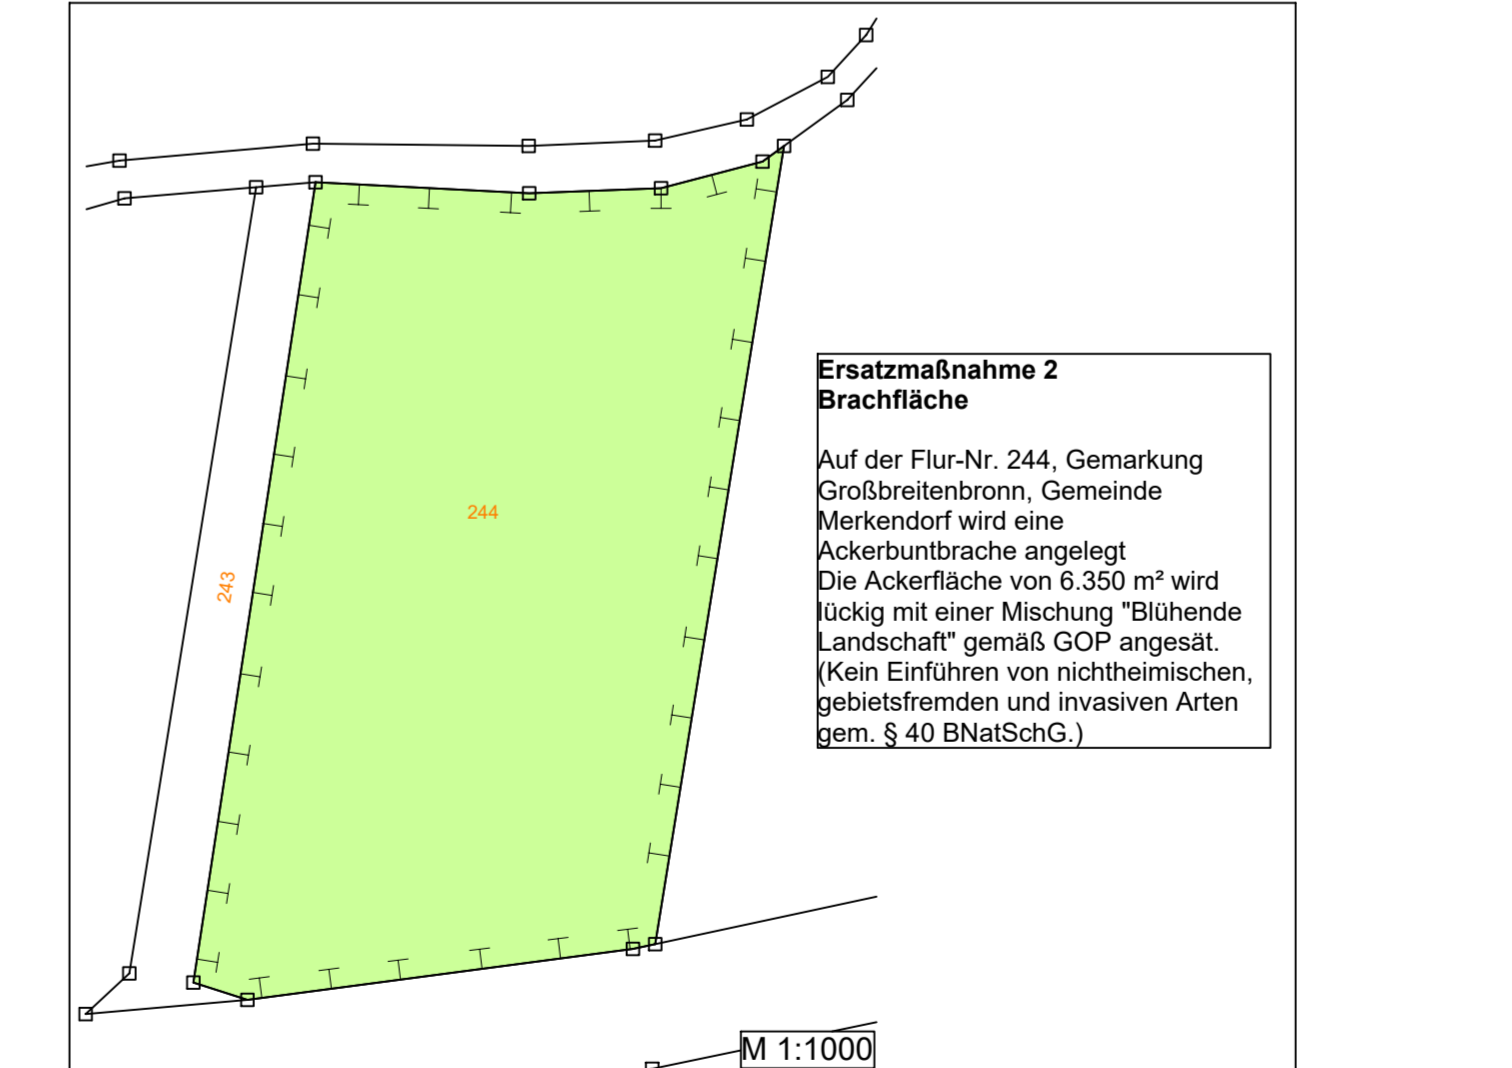 Ersatzmaßnahme 2
Brachfläche
Auf der Flur-Nr. 244, Gemarkung
Großbreitenbronn, Gemeinde
Merkendorf wird eine
Ackerbuntbrache angelegt
Die Ackerfläche von 6.350 m² wird
lückig mit einer Mischung "Blühende
Landschaft" gemäß GOP angesät.
(Kein Einführen von nichtheimischen,
gebietsfremden und invasiven Arten
gem. § 40 BNatSchG.)
244
243
M 1:1000